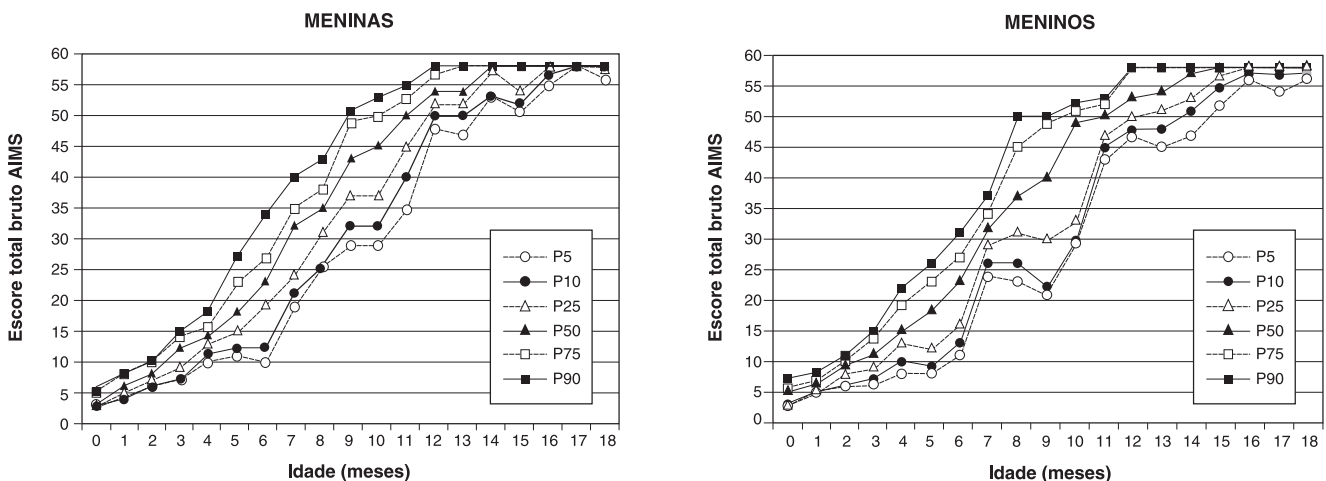 MENINAS
Escore total bruto AIMS
60
55
50
45
40
35
30
25
20
15
10
5
0
P5
P10
P25
P50
P75
P90
0 1 2 3 4 5 6 7 8 9 10 11 12 13 14 15 16 17 18
Idade (meses)
MENINOS
Escore total bruto AIMS
60
55
50
45
40
35
30
25
20
15
10
5
0
P5
P10
P25
P50
P75
P90
0 1 2 3 4 5 6 7 8 9 10 11 12 13 14 15 16 17 18
Idade (meses)